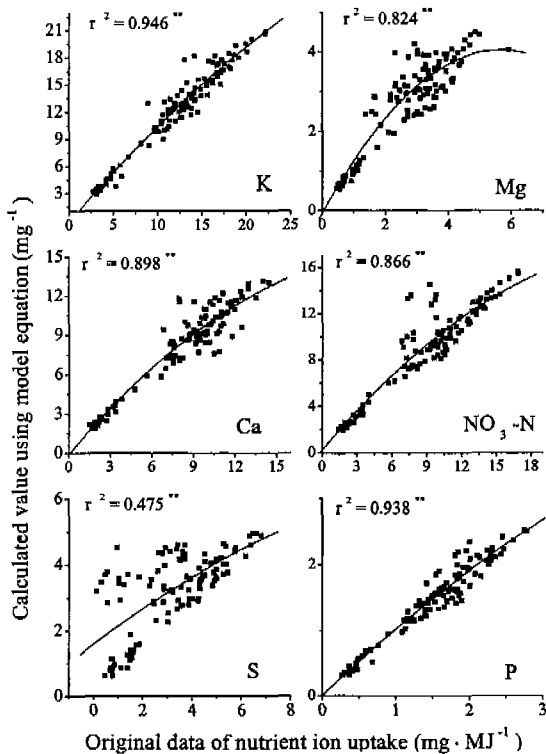 r² = 0.946 **
r² = 0.824 **
21
18
15
12
9
6
3
4
2
0
K
Mg
0 5 10 15 20 25
0 2 4 6
r² = 0.898 **
r² = 0.866 **
15
12
9
6
3
0
16
12
8
4
0
Ca
NO₃-N
0 3 6 9 12 15
0 3 6 9 12 15 18
r² = 0.475 **
r² = 0.938 **
6
4
2
0
2
1
0
S
P
0 2 4 6 8
0 1 2 3
Calculated value using model equation (mg⁻¹)
Original data of nutrient ion uptake (mg · MJ⁻¹)